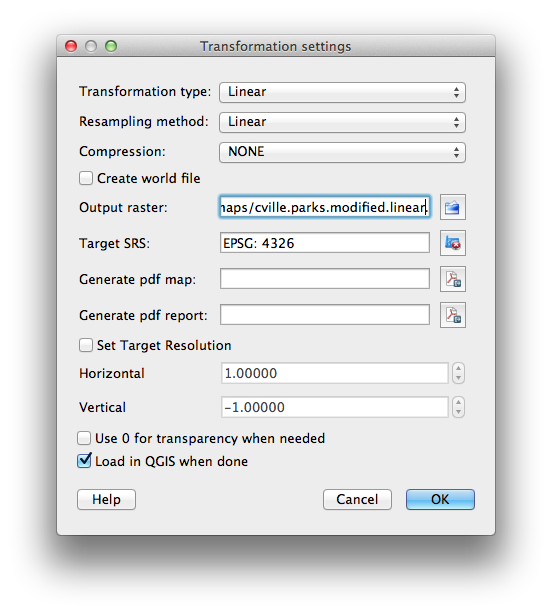 Transformation settings
Transformation type: Linear
Resampling method: Linear
Compression: NONE
Create world file
Output raster: naps/cville.parks.modified.linear.
Target SRS: EPSG: 4326
Generate pdf map:
Generate pdf report:
Set Target Resolution
Horizontal 1.00000
Vertical -1.00000
Use 0 for transparency when needed
Load in QGIS when done
Help Cancel OK